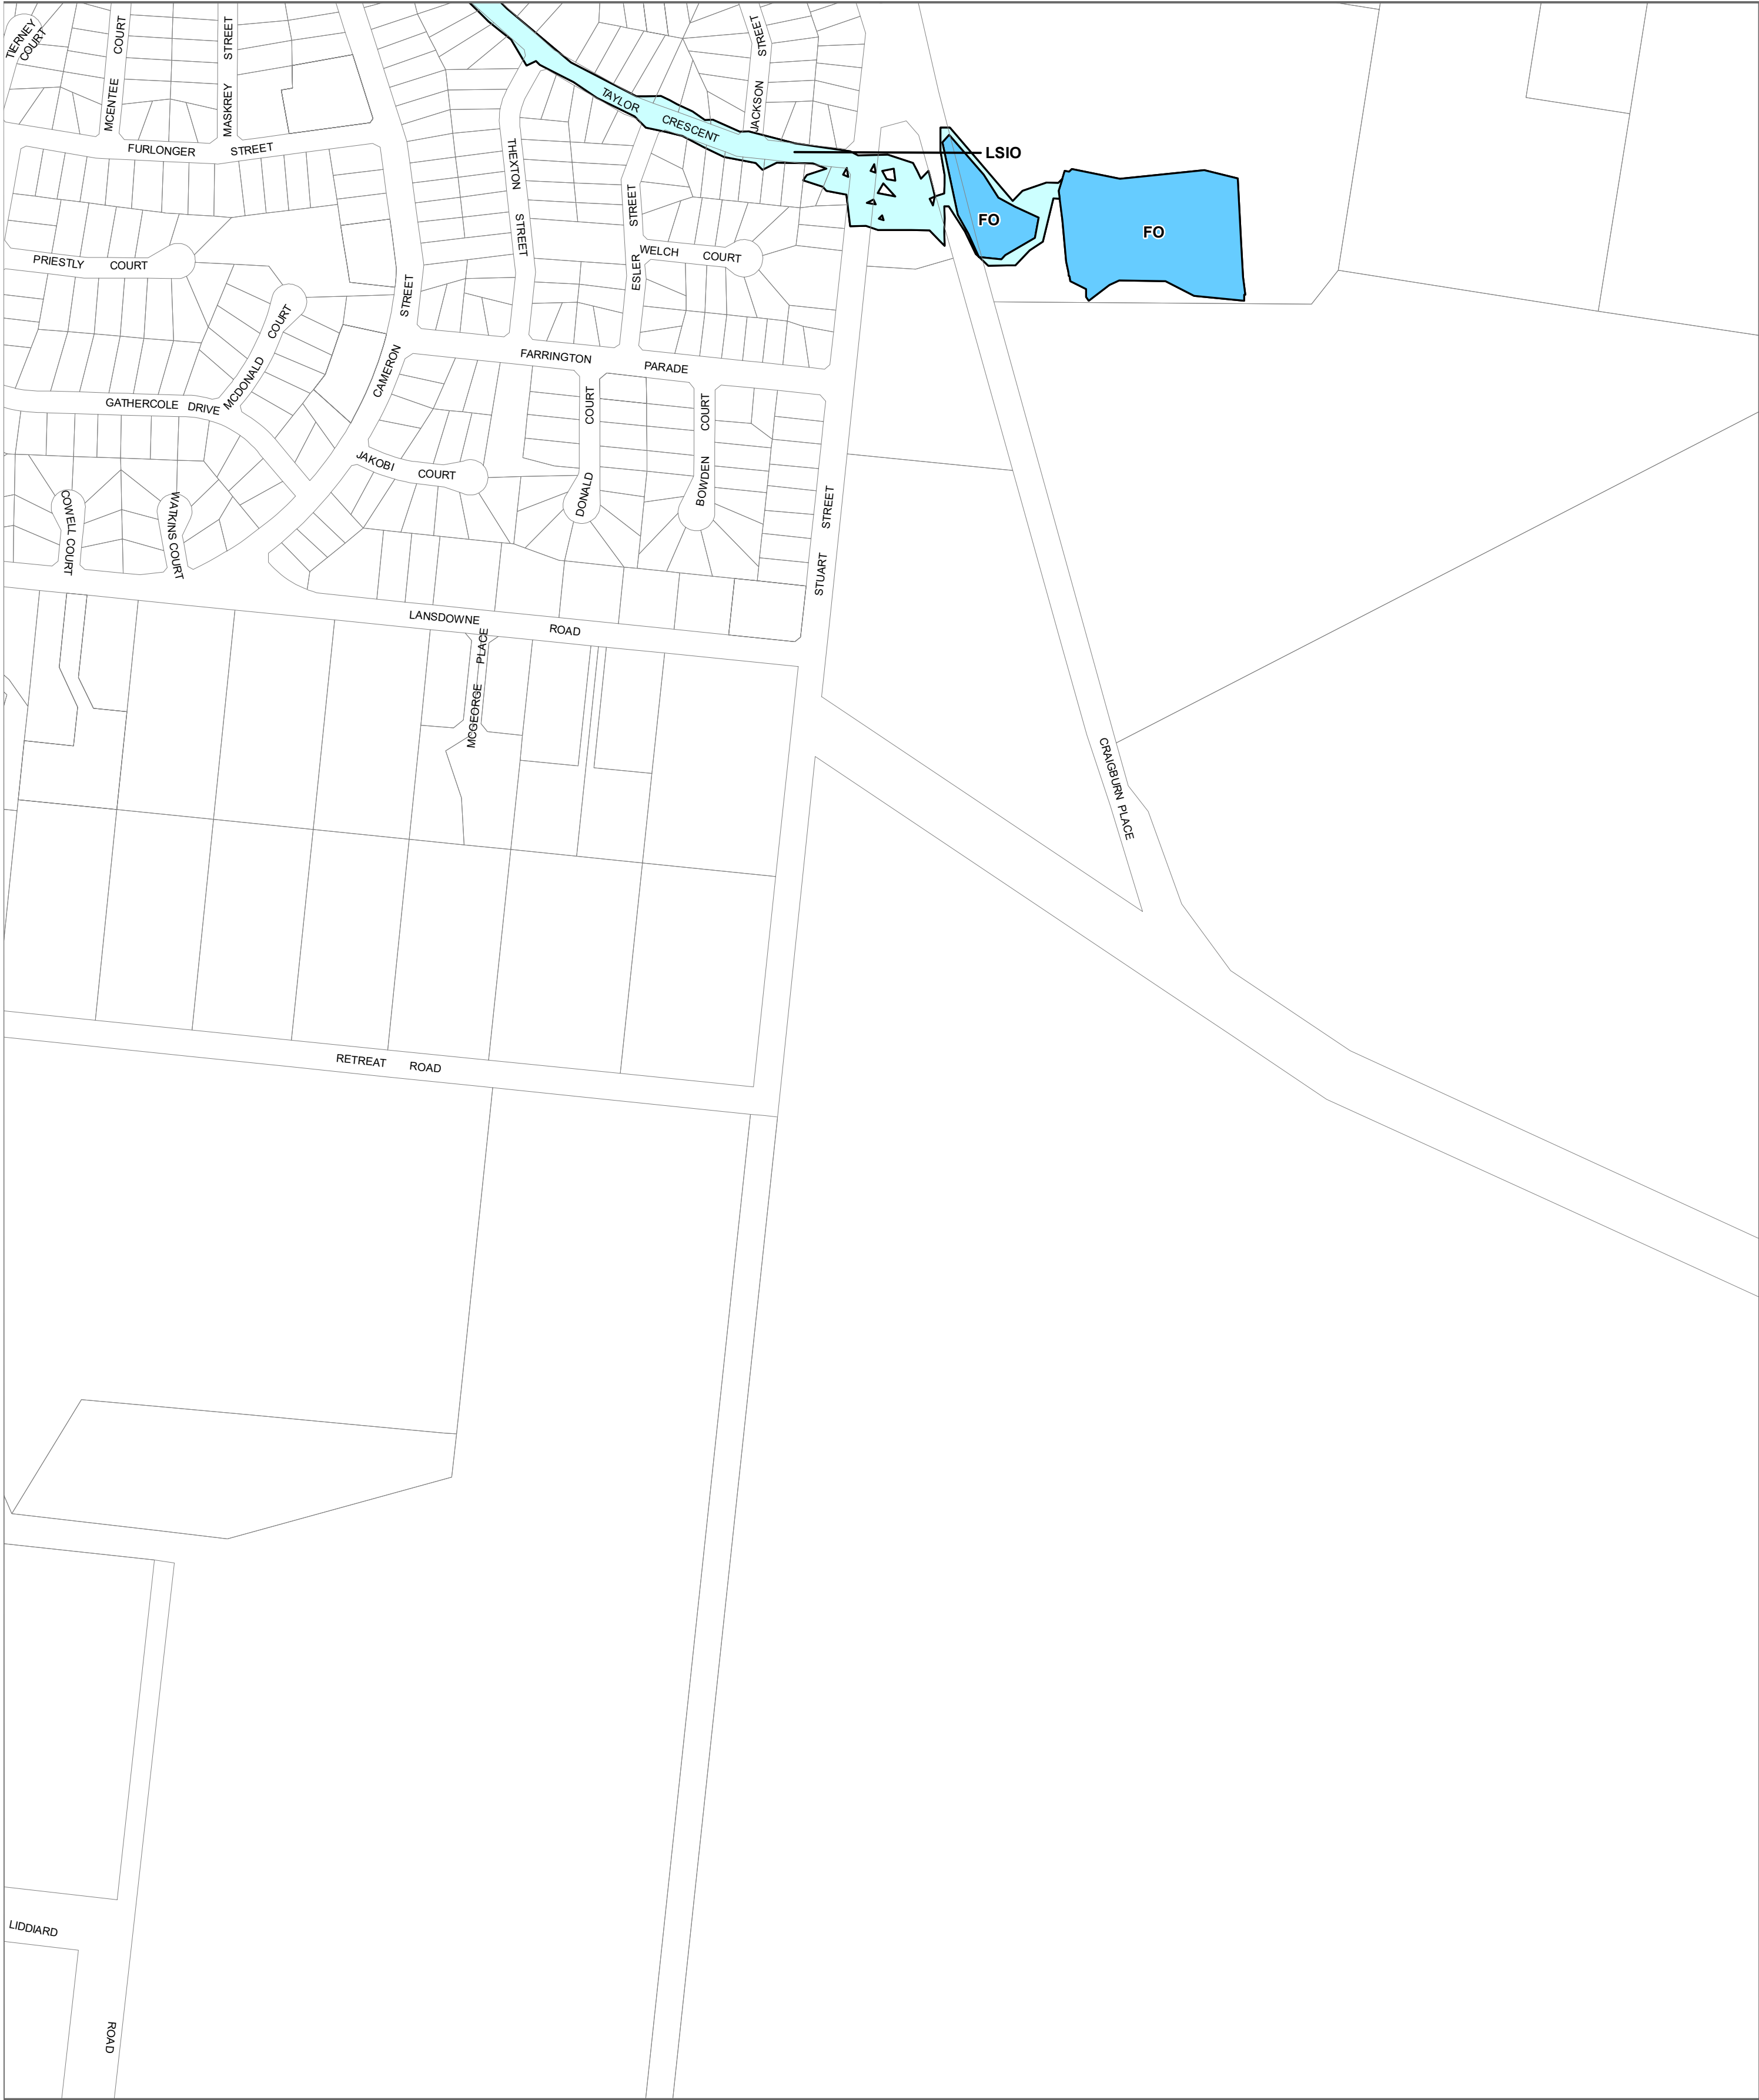 TIERNEY
COURT
MCENTEE COURT
MASKREY STREET
FURLONGER STREET
TAYLOR CRESCENT
JACKSON STREET
LSIO
FO
FO
THEXTON STREET
ESLER STREET
WELCH COURT
PRIESTLY COURT
CAMERON STREET
MCDONALD COURT
GATHERCOLE DRIVE
FARRINGTON PARADE
DONALD COURT
BOWDEN COURT
JAKOBI COURT
COWELL COURT
WATKINS COURT
STUART STREET
LANSDOWNE ROAD
MCGEORGE PLACE
CRAIGBURN PLACE
RETREAT ROAD
LIDDIARD
ROAD